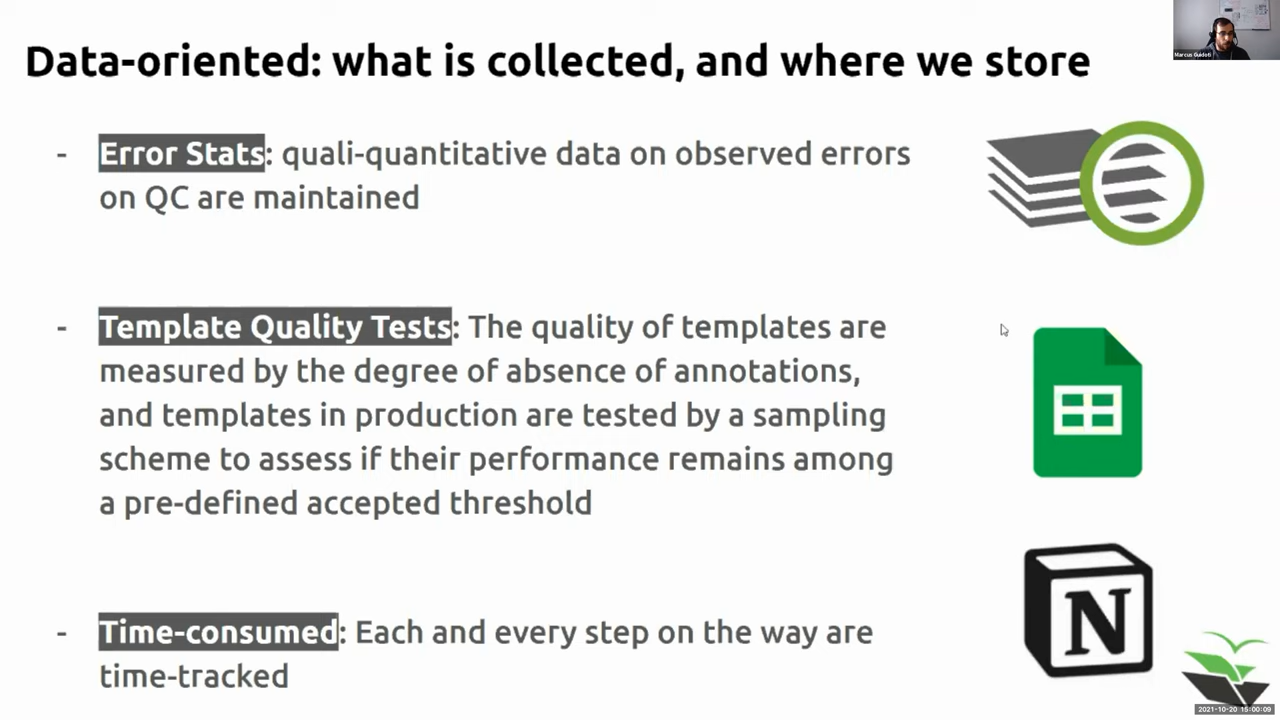 Data-oriented: what is collected, and where we store
Marcus Guidoti
- Error Stats: quali-quantitative data on observed errors
on QC are maintained
- Template Quality Tests: The quality of templates are
measured by the degree of absence of annotations,
and templates in production are tested by a sampling
scheme to assess if their performance remains among
a pre-defined accepted threshold
N
- Time-consumed: Each and every step on the way are
time-tracked
2021-10-20 15:00:09